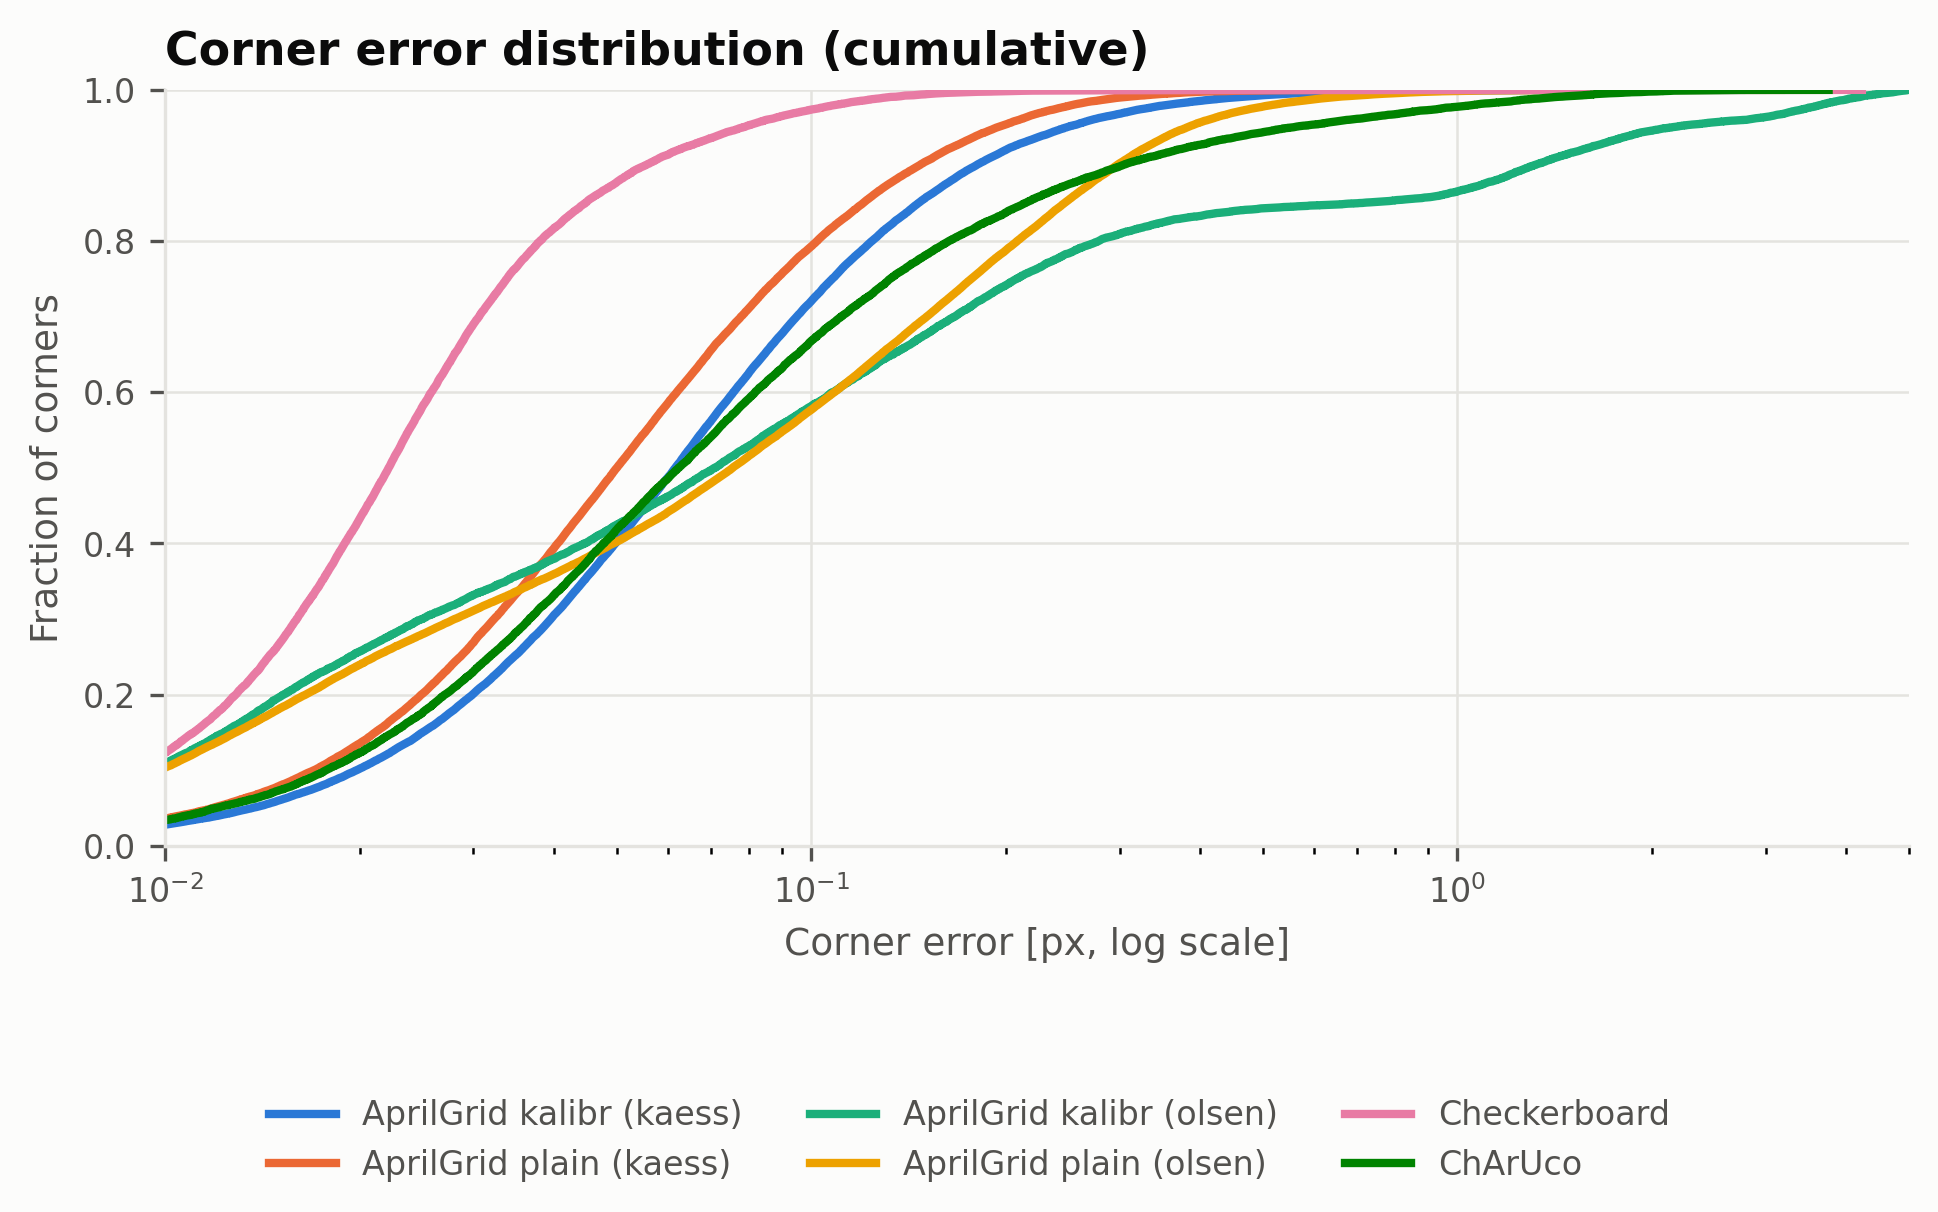 Corner error distribution (cumulative)
1.0
0.8
0.6
0.4
0.2
0.0
Fraction of corners
10⁻² 10⁻¹ 10⁰
Corner error [px, log scale]
AprilGrid kalibr (kaess) AprilGrid kalibr (olsen) Checkerboard
AprilGrid plain (kaess) AprilGrid plain (olsen) ChArUco